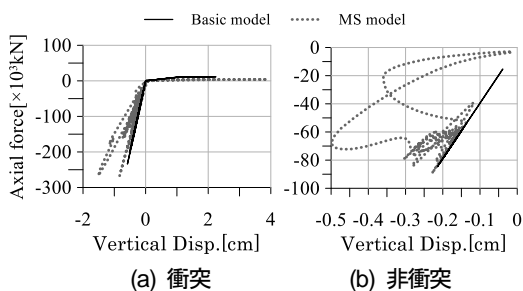 Basic model MS model
Axial force[×10³kN]
100
0
-100
-200
-300
-2 0 2 4
Vertical Disp.[cm]
(a) 衝突
0
-20
-40
-60
-80
-100
-0.5 -0.4 -0.3 -0.2 -0.1 0
Vertical Disp.[cm]
(b) 非衝突